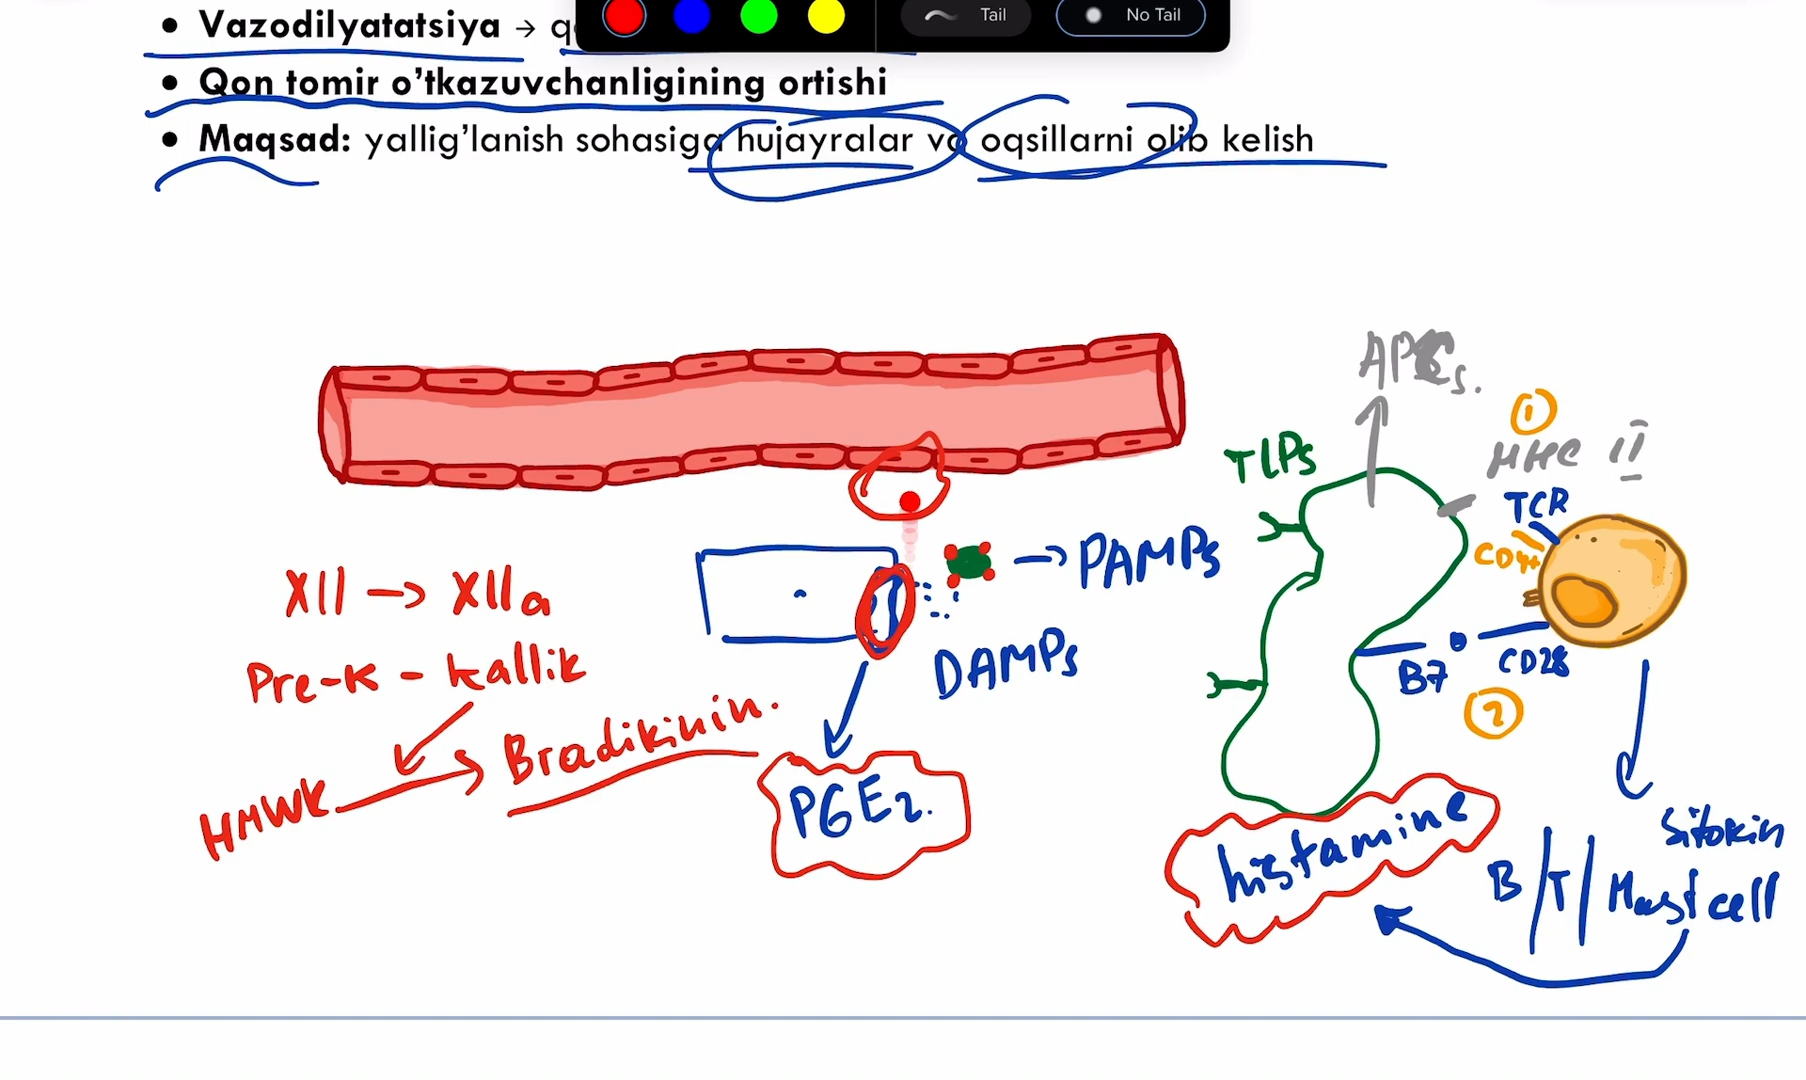 Tail
No Tail
• Vazodilyatatsiya → q
• Qon tomir o’tkazuvchanligining ortishi
• Maqsad: yallig’lanish sohasiga hujayralar va oqsillarni olib kelish
APCs.
1
MHC II
TLPs
TCR
CD4+
→ PAMPs
XII → XIIa
DAMPs
B7
CD28
2
Pre-K - Kallik
HMWK → Bradikinin.
PGE2.
histamine
Sitokin
B/T/ Mast cell